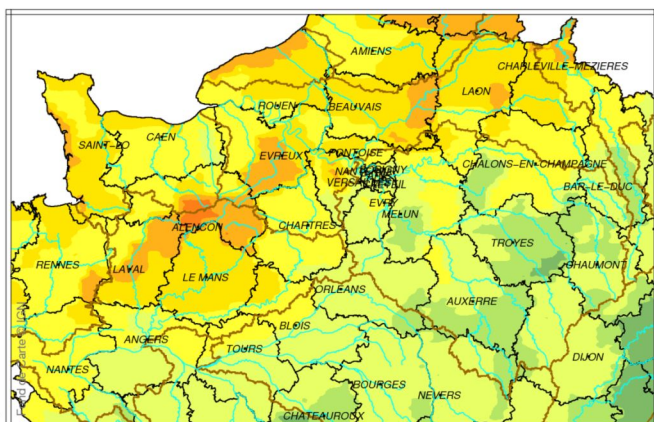 AMIENS
CHARLEVILLE-MEZIERES
LAON
ROUEN
BEAUVAIS
SAINT-LO
CAEN
EVREUX
PONTOISE
CHALONS-EN-CHAMPAGNE
BAR-LE-DUC
EVRY
MELUN
ALENCON
CHARTRES
TROYES
CHAUMONT
RENNES
LAVAL
LE MANS
ORLEANS
AUXERRE
BLOIS
ANGERS
TOURS
DIJON
NANTES
BOURGES
NEVERS
CHATEAUROUX